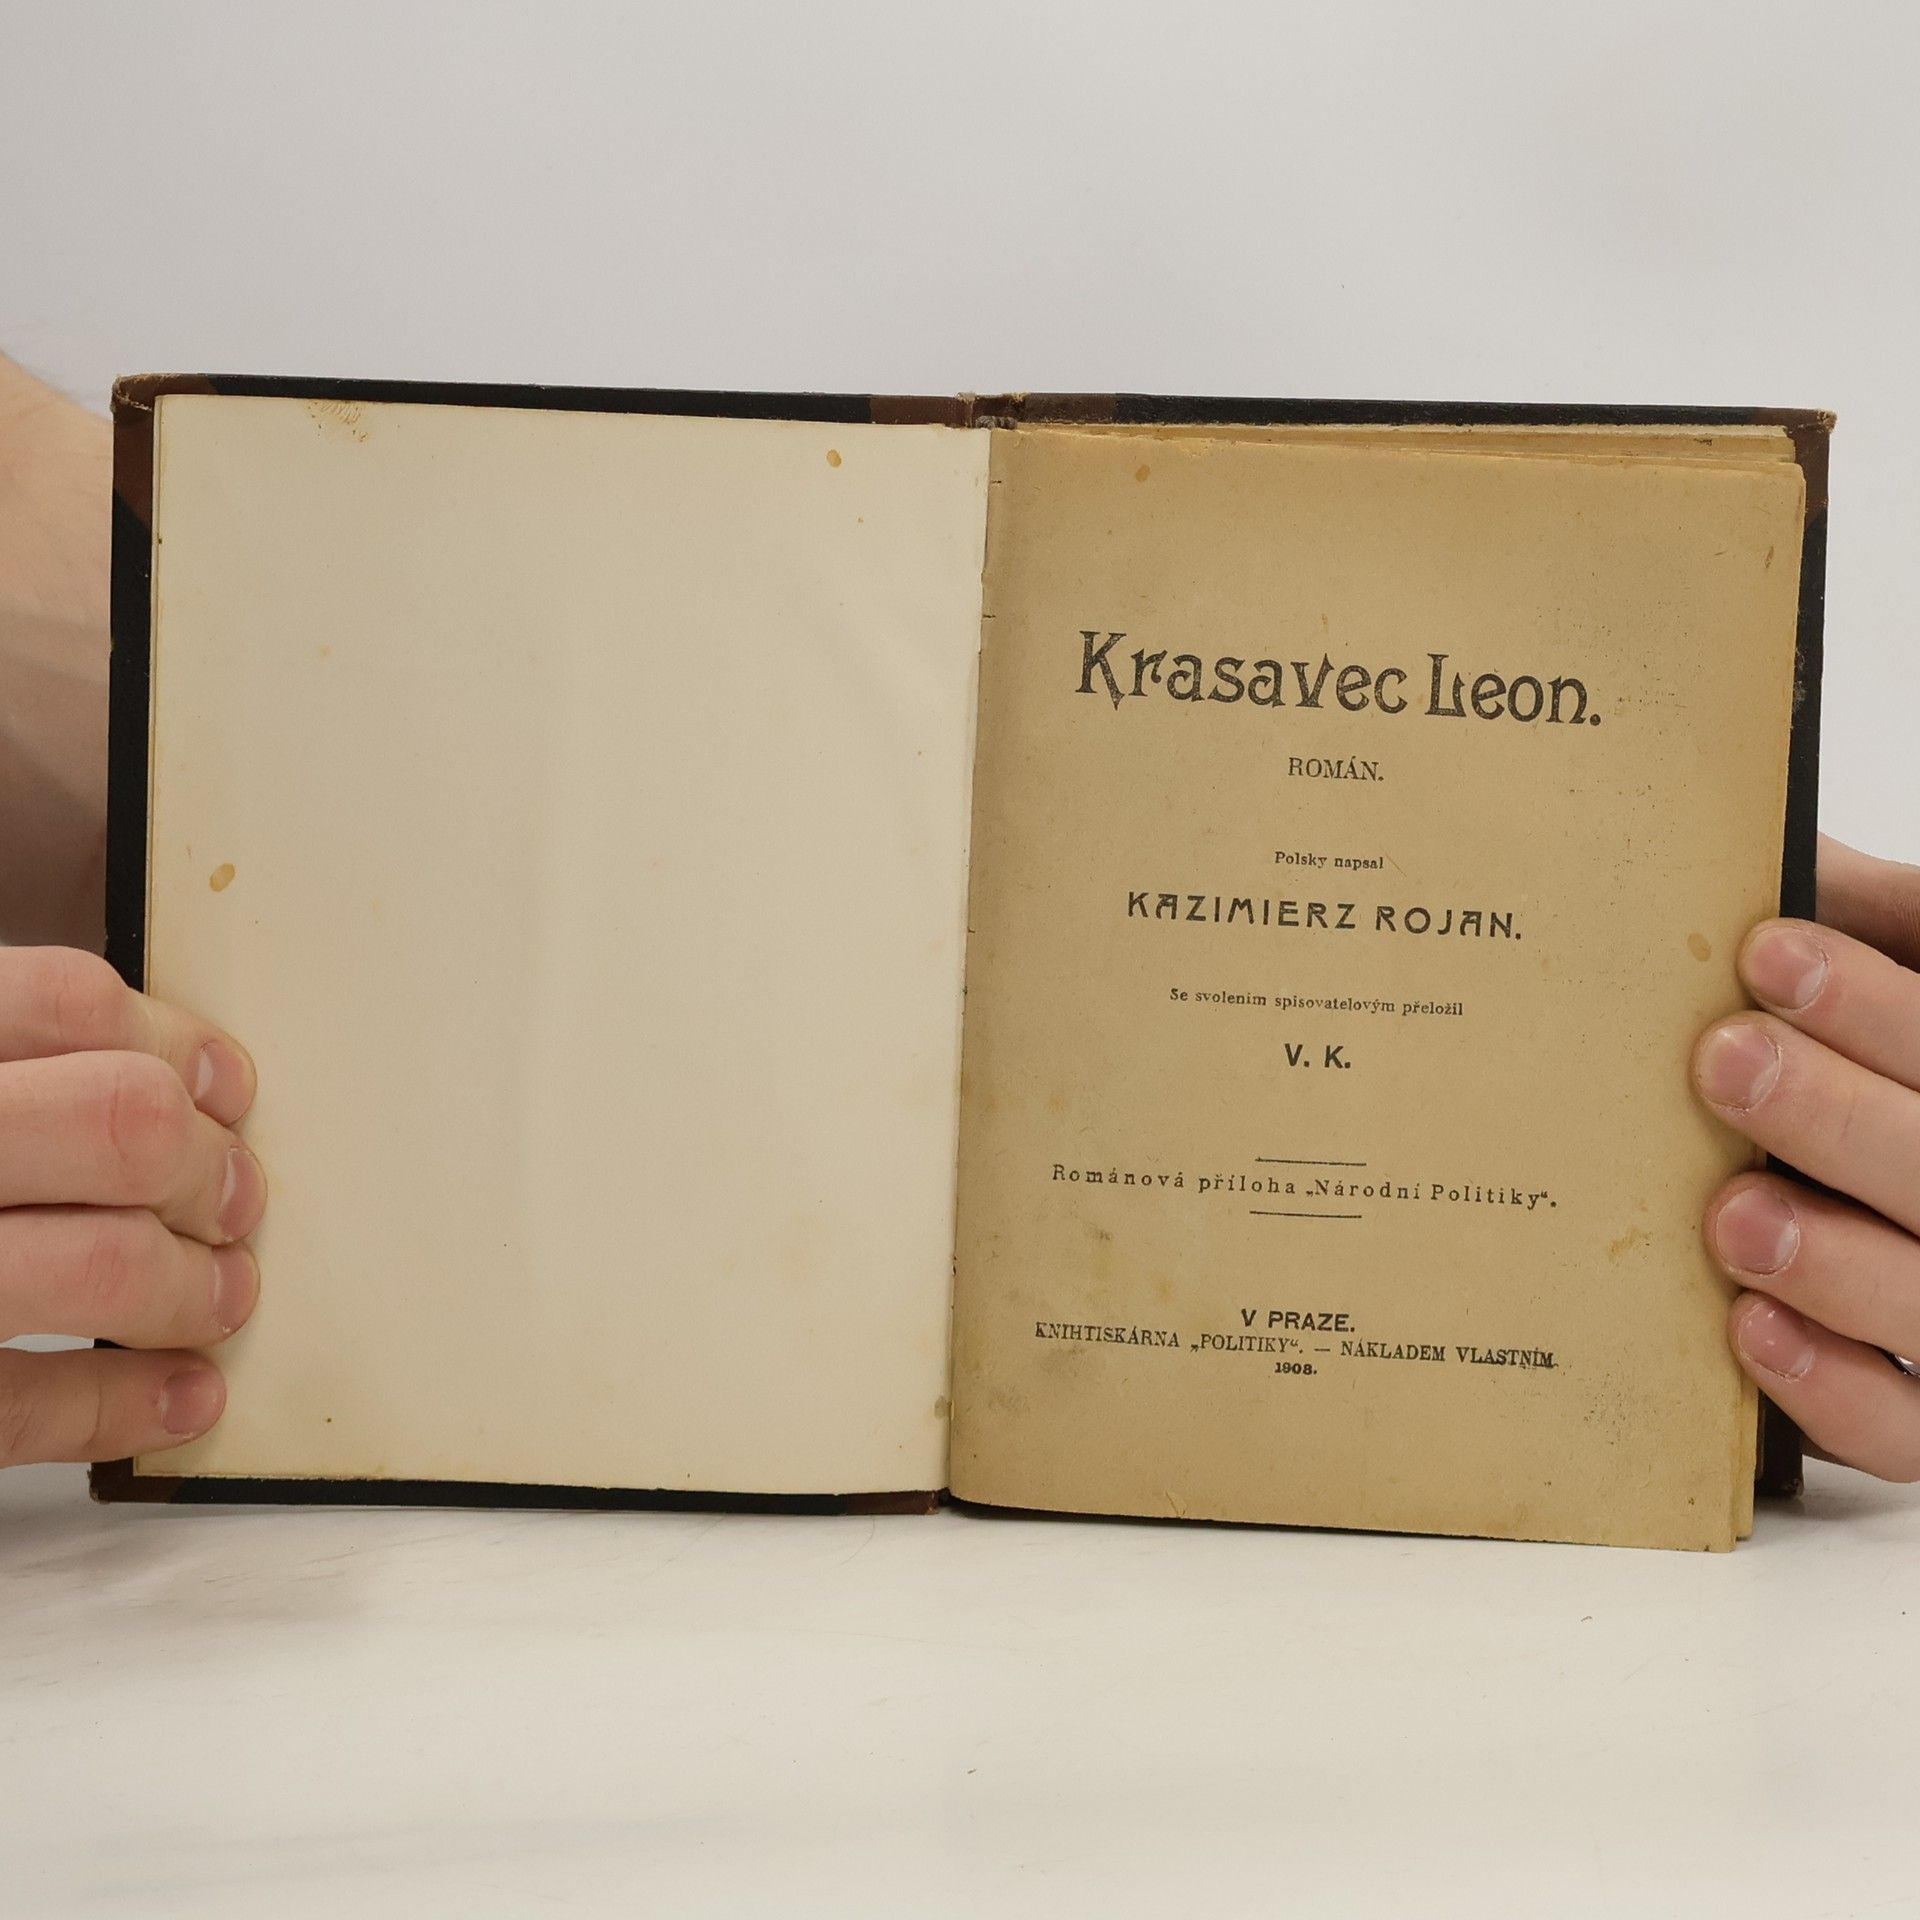 Krasavec Leon.
ROMÁN.
Polsky napsal
KAZIMIERZ ROJAN.
Se svolením spisovatelovým přeložil
V. K.
Románová příloha „Národní Politiky“.
V PRAZE.
KNIHTISKÁRNA „POLITIKY“. — NÁKLADEM VLASTNÍM
1908.